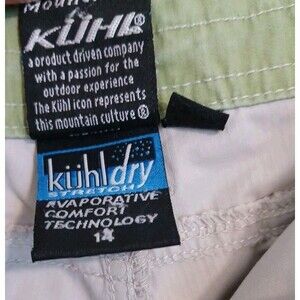 Mountain
KÜHL®
a product driven company
with a passion for the
outdoor experience
The Kühl icon represents
this mountain culture®
kühldry
STRETCH
EVAPORATIVE
COMFORT
TECHNOLOGY
14